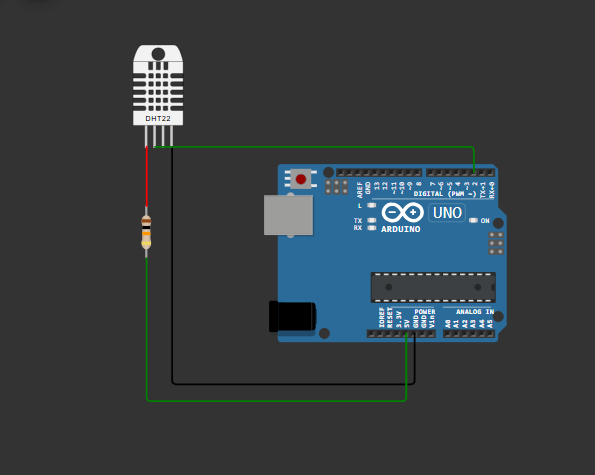 DHT22
AREF
GND
13
12
~11
~10
~9
8
7
~6
~5
4
~3
2
TX→1
RX←0
DIGITAL (PWM ~)
L
TX
RX
UNO
ON
ARDUINO
POWER
ANALOG IN
IOREF
RESET
3.3V
5V
GND
GND
Vin
A0
A1
A2
A3
A4
A5